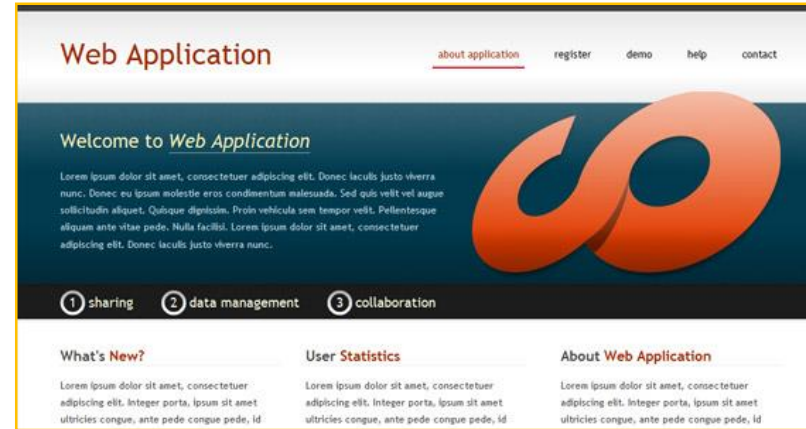 Web Application
about application register demo help contact
Welcome to Web Application
Lorem ipsum dolor sit amet, consectetuer adipiscing elit. Donec iaculis justo viverra
nunc. Donec eu ipsum molestie eros condimentum malesuada. Sed quis velit vel augue
sollicitudin aliquet. Quisque dignissim. Proin vehicula sem tempor velit. Pellentesque
aliquam ante vitae pede. Nulla facilisi. Lorem ipsum dolor sit amet, consectetuer
adipiscing elit. Donec iaculis justo viverra nunc.
1 sharing 2 data management 3 collaboration
What's New?
Lorem ipsum dolor sit amet, consectetuer
adipiscing elit. Integer porta, ipsum sit amet
ultricies congue, ante pede congue pede, id
User Statistics
Lorem ipsum dolor sit amet, consectetuer
adipiscing elit. Integer porta, ipsum sit amet
ultricies congue, ante pede congue pede, id
About Web Application
Lorem ipsum dolor sit amet, consectetuer
adipiscing elit. Integer porta, ipsum sit amet
ultricies congue, ante pede congue pede, id